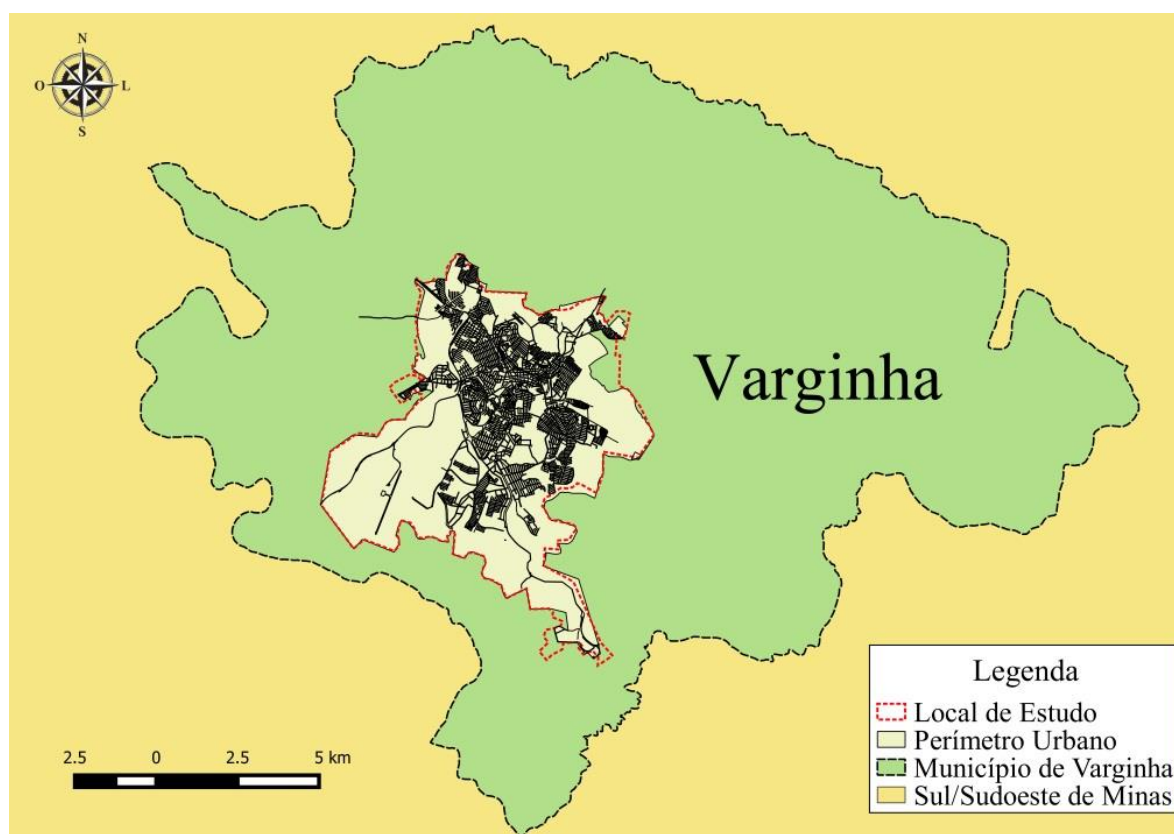 N
O L
S
Varginha
2.5 0 2.5 5 km
Legenda
Local de Estudo
Perímetro Urbano
Município de Varginha
Sul/Sudoeste de Minas